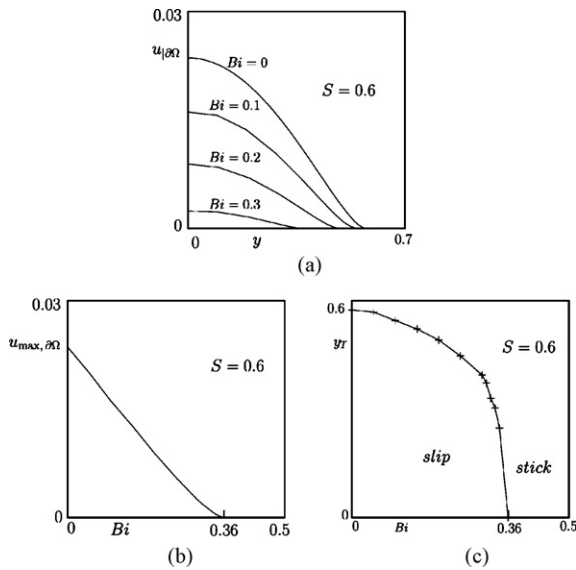 0.03
u|∂Ω
Bi = 0
S = 0.6
Bi = 0.1
Bi = 0.2
Bi = 0.3
0
0 y 0.7
(a)
0.03
u_max, ∂Ω
S = 0.6
0
0 Bi 0.36 0.5
(b)
0.6
y_T
S = 0.6
slip
stick
0
0 Bi 0.36 0.5
(c)